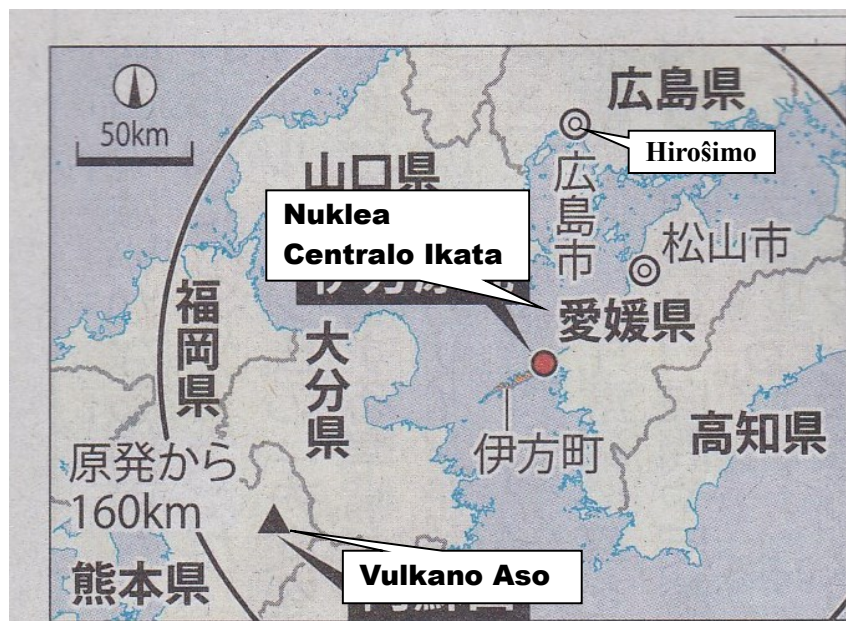 50km
広島県
Hiroŝimo
山口県
広島市
Nuklea
Centralo Ikata
松山市
愛媛県
福岡県
大分県
伊方町
高知県
原発から
160km
Vulkano Aso
熊本県